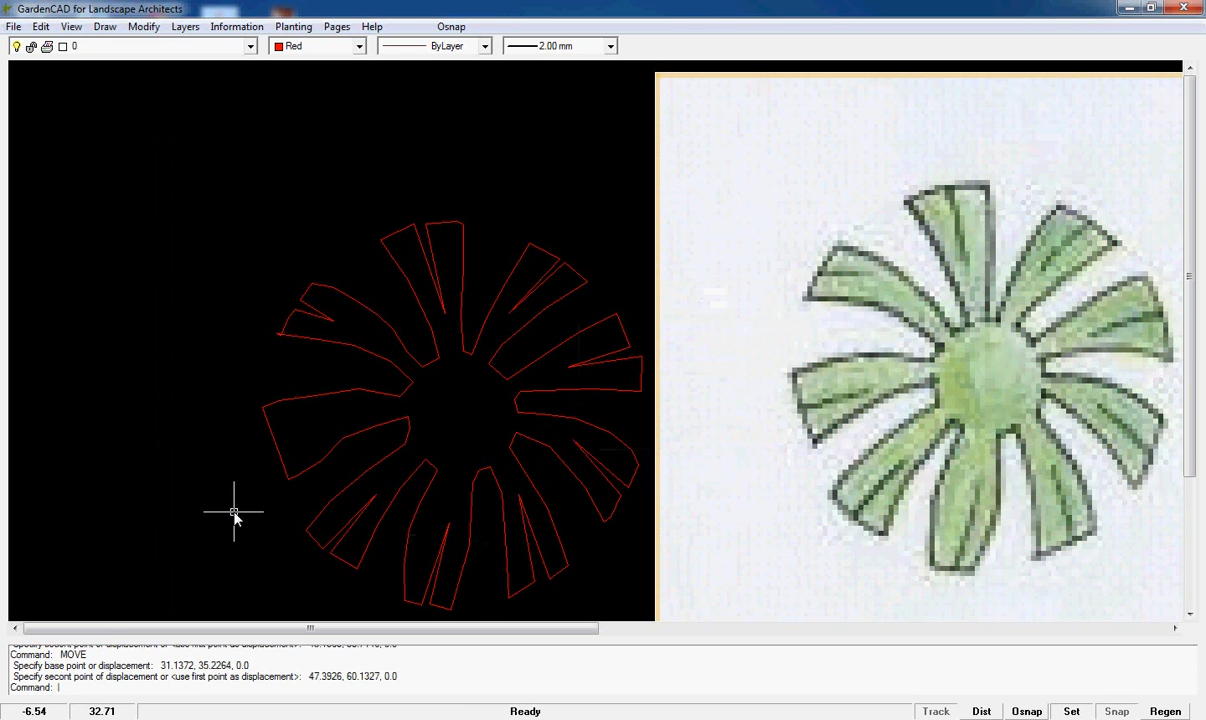 GardenCAD for Landscape Architects
File Edit View Draw Modify Layers Information Planting Pages Help Osnap
0 Red ByLayer 2.00 mm
Command: MOVE
Specify base point or displacement: 31.1372, 35.2264, 0.0
Specify secont point of displacement or <use first point as displacement>: 47.3926, 60.1327, 0.0
Command:
-6.54 32.71 Ready Track Dist Osnap Set Snap Regen